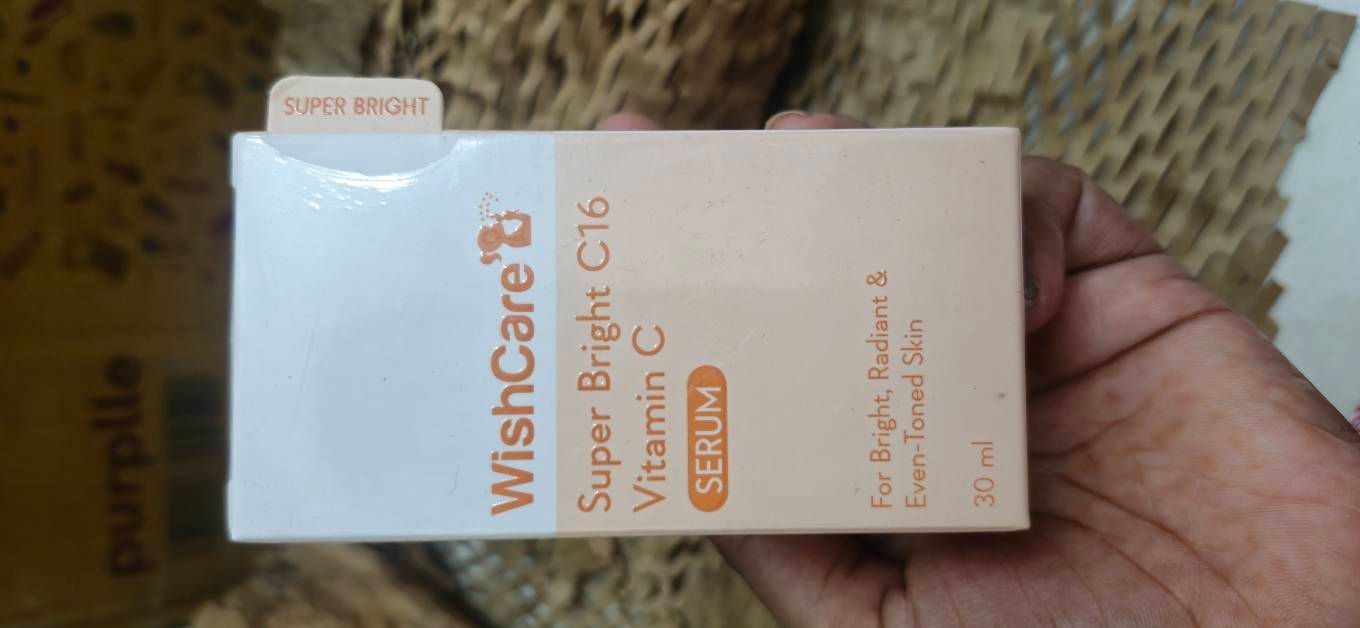 SUPER BRIGHT
WishCare
Super Bright C16
Vitamin C
SERUM
For Bright, Radiant &
Even-Toned Skin
30 ml
purplle